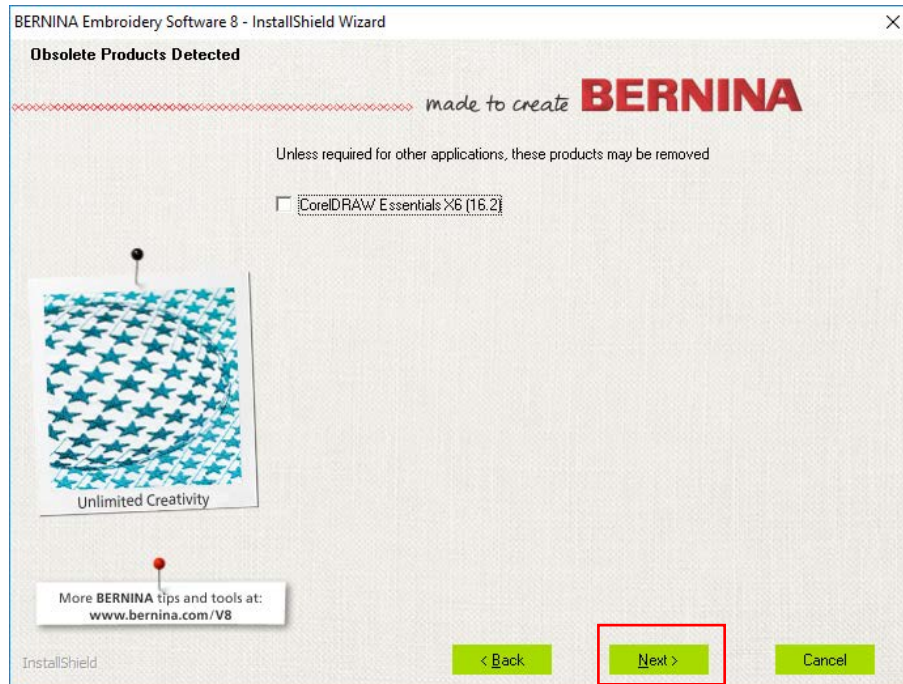 BERNINA Embroidery Software 8 - InstallShield Wizard
Obsolete Products Detected
made to create BERNINA
Unless required for other applications, these products may be removed
CorelDRAW Essentials X6 (16.2)
Unlimited Creativity
More BERNINA tips and tools at:
www.bernina.com/V8
InstallShield
< Back
Next >
Cancel